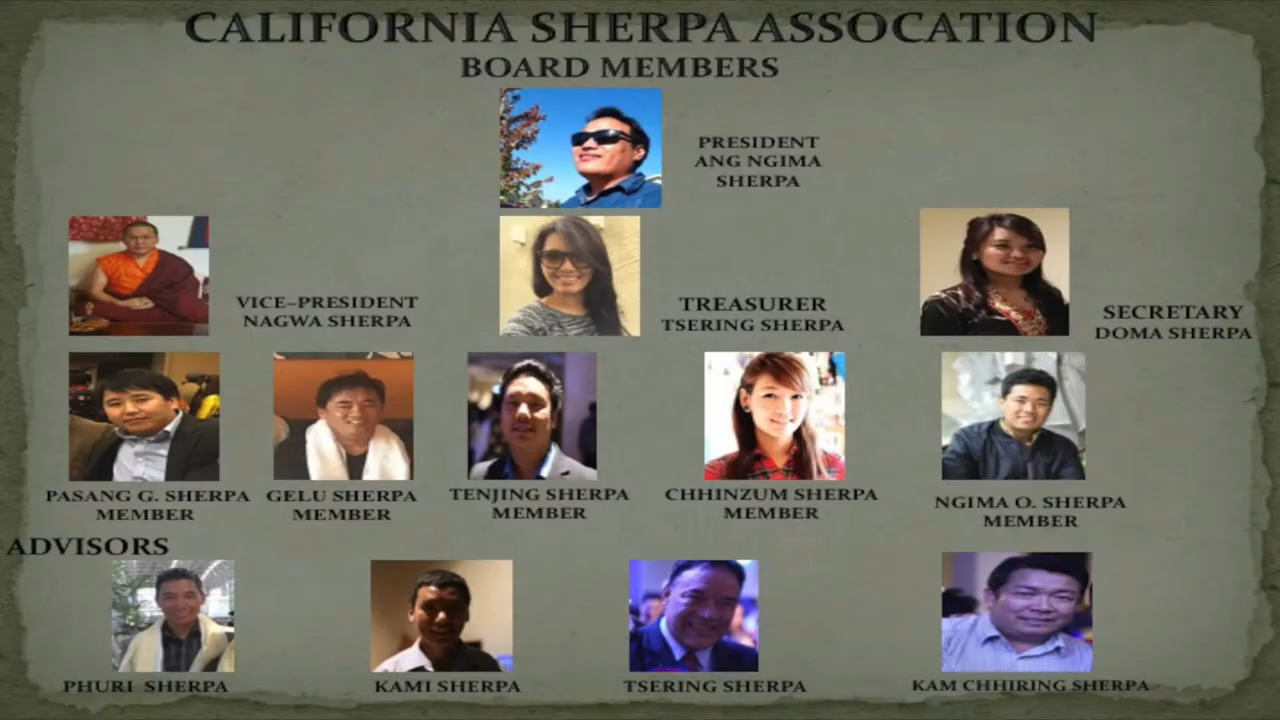 CALIFORNIA SHERPA ASSOCATION
BOARD MEMBERS
PRESIDENT
ANG NGIMA
SHERPA
VICE-PRESIDENT
NAGWA SHERPA
TREASURER
TSERING SHERPA
SECRETARY
DOMA SHERPA
PASANG G. SHERPA
MEMBER
GELU SHERPA
MEMBER
TENJING SHERPA
MEMBER
CHHINZUM SHERPA
MEMBER
NGIMA O. SHERPA
MEMBER
ADVISORS
PHURI SHERPA
KAMI SHERPA
TSERING SHERPA
KAM CHHIRING SHERPA